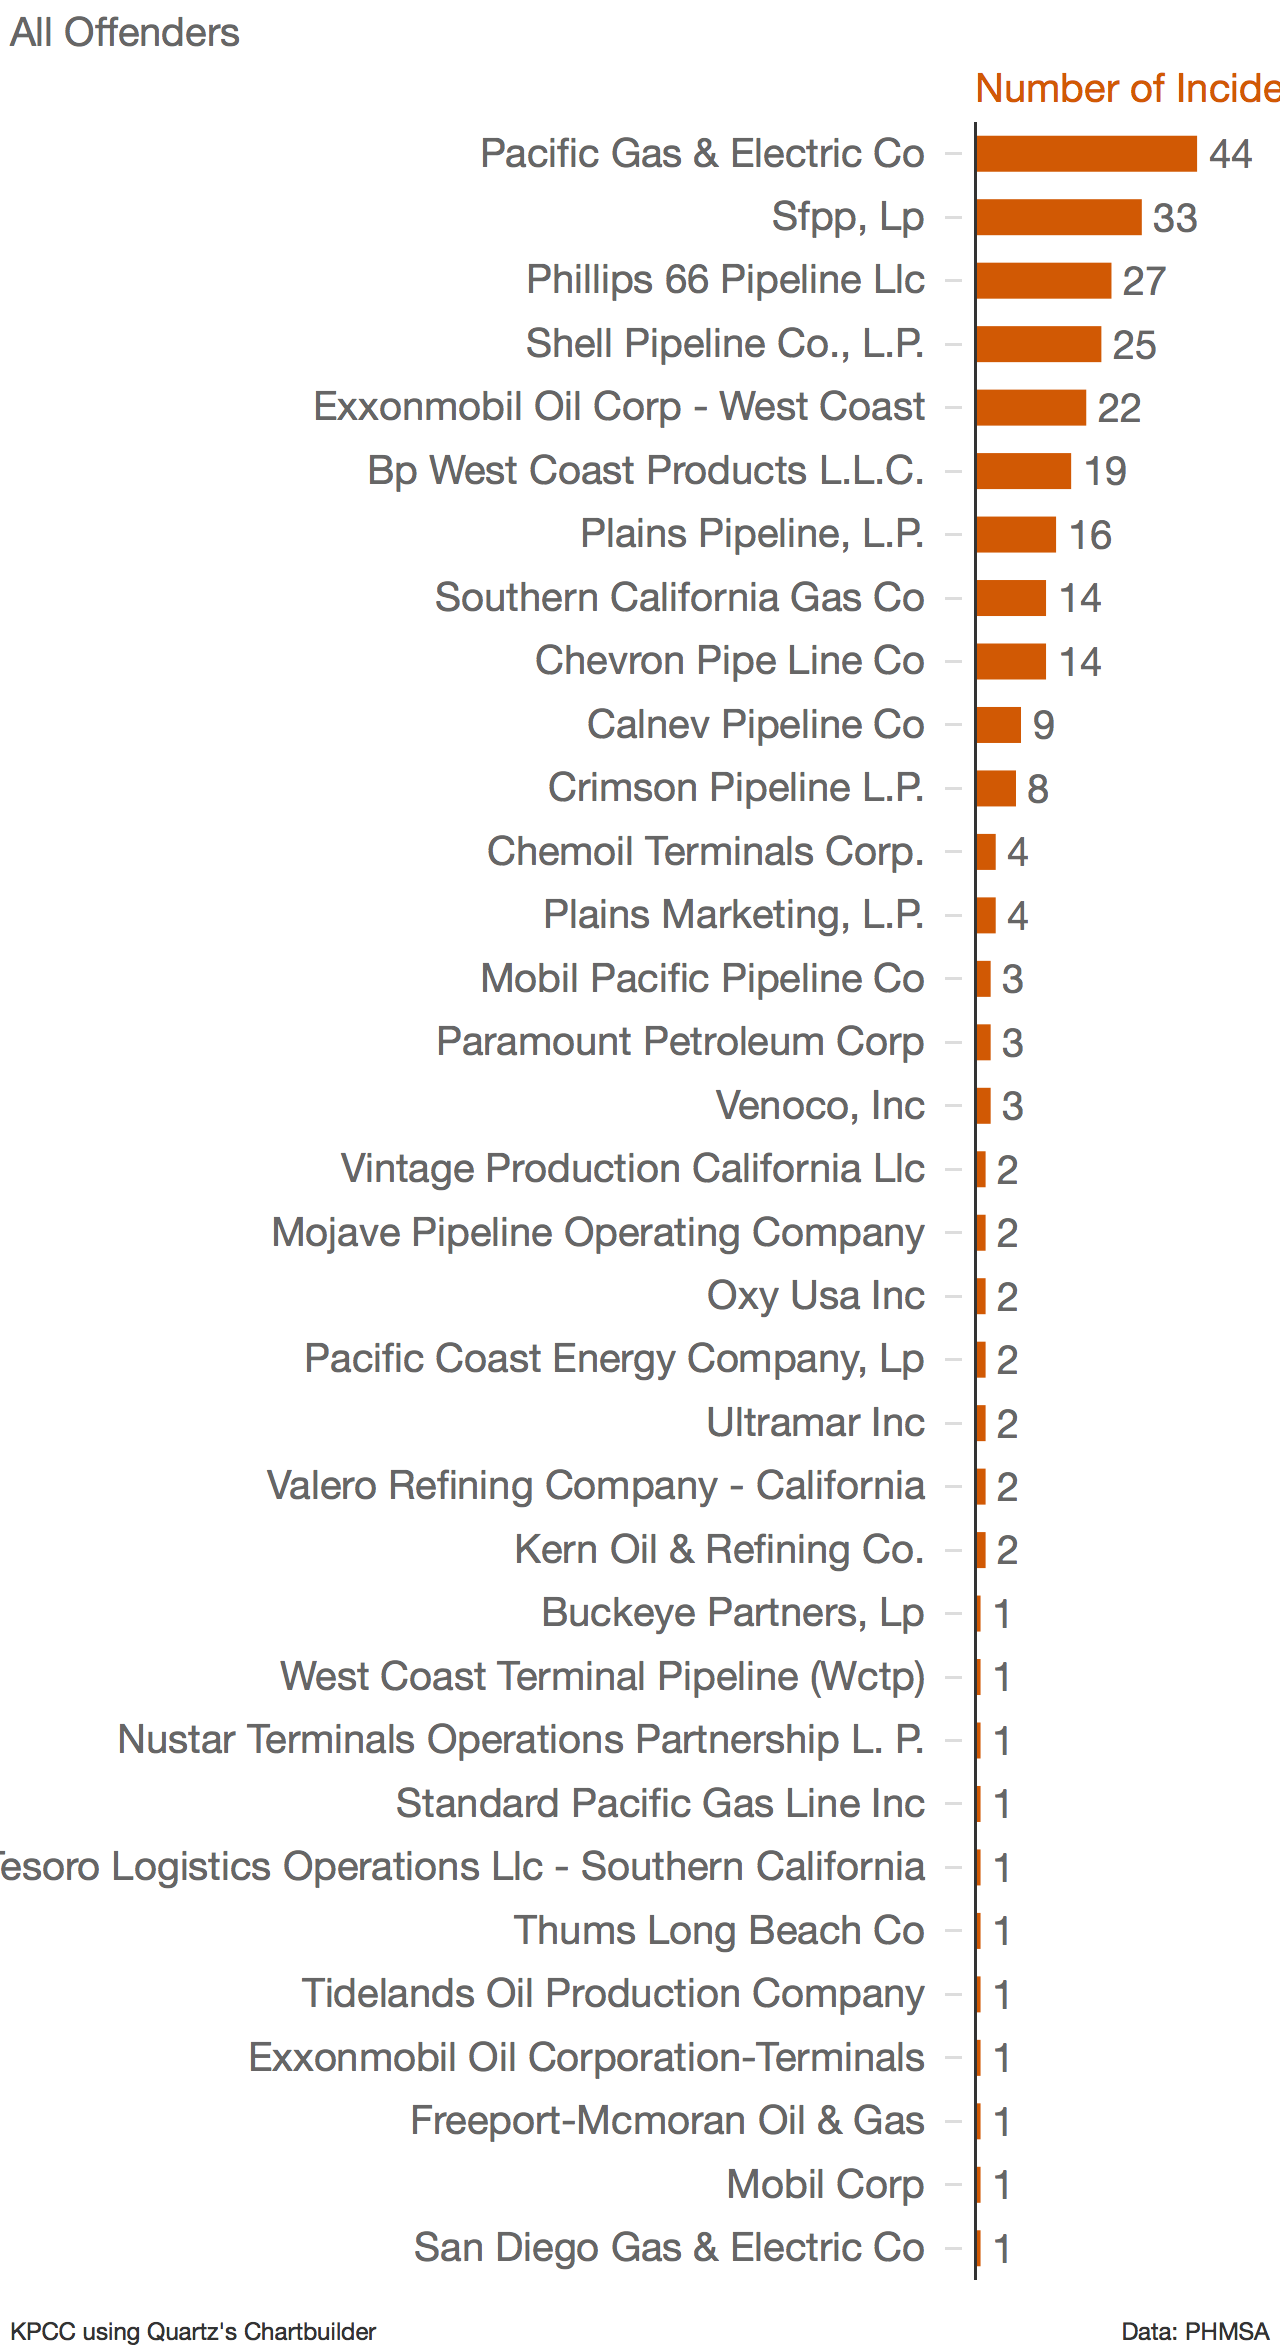 All Offenders
Number of Incide
Pacific Gas & Electric Co 44
Sfpp, Lp 33
Phillips 66 Pipeline Llc 27
Shell Pipeline Co., L.P. 25
Exxonmobil Oil Corp - West Coast 22
Bp West Coast Products L.L.C. 19
Plains Pipeline, L.P. 16
Southern California Gas Co 14
Chevron Pipe Line Co 14
Calnev Pipeline Co 9
Crimson Pipeline L.P. 8
Chemoil Terminals Corp. 4
Plains Marketing, L.P. 4
Mobil Pacific Pipeline Co 3
Paramount Petroleum Corp 3
Venoco, Inc 3
Vintage Production California Llc 2
Mojave Pipeline Operating Company 2
Oxy Usa Inc 2
Pacific Coast Energy Company, Lp 2
Ultramar Inc 2
Valero Refining Company - California 2
Kern Oil & Refining Co. 2
Buckeye Partners, Lp 1
West Coast Terminal Pipeline (Wctp) 1
Nustar Terminals Operations Partnership L. P. 1
Standard Pacific Gas Line Inc 1
Tesoro Logistics Operations Llc - Southern California 1
Thums Long Beach Co 1
Tidelands Oil Production Company 1
Exxonmobil Oil Corporation-Terminals 1
Freeport-Mcmoran Oil & Gas 1
Mobil Corp 1
San Diego Gas & Electric Co 1
KPCC using Quartz's Chartbuilder
Data: PHMSA